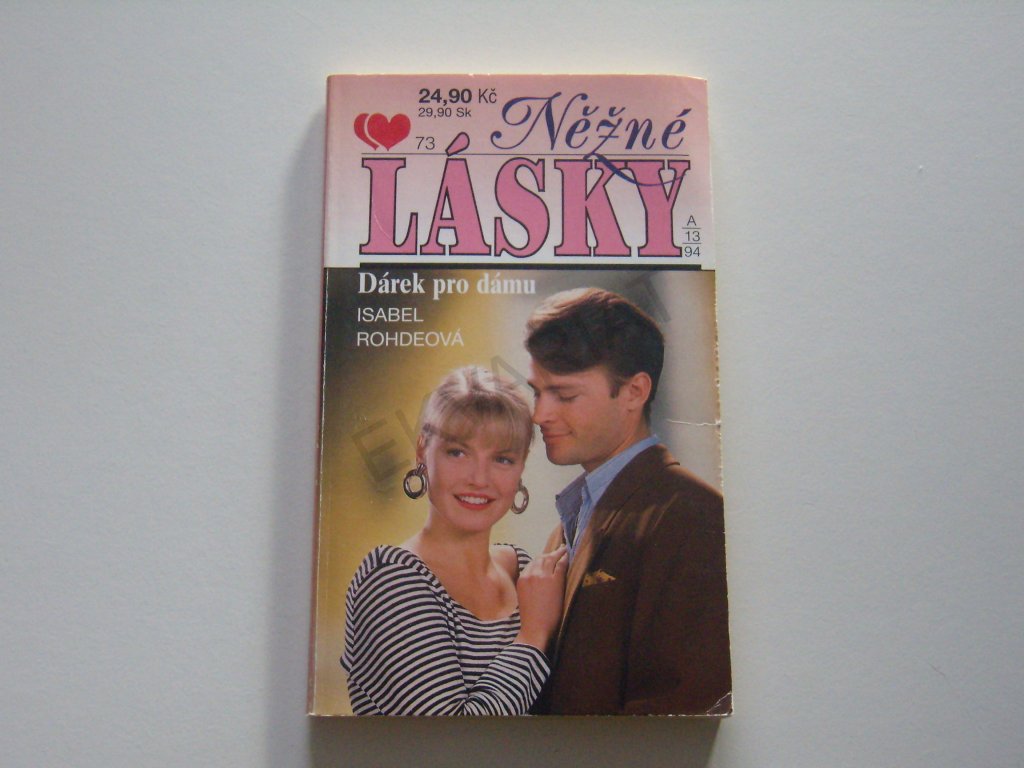 24,90 Kč
29,90 Sk
73
Něžné
LÁSKY
A
13
94
Dárek pro dámu
ISABEL
ROHDEOVÁ